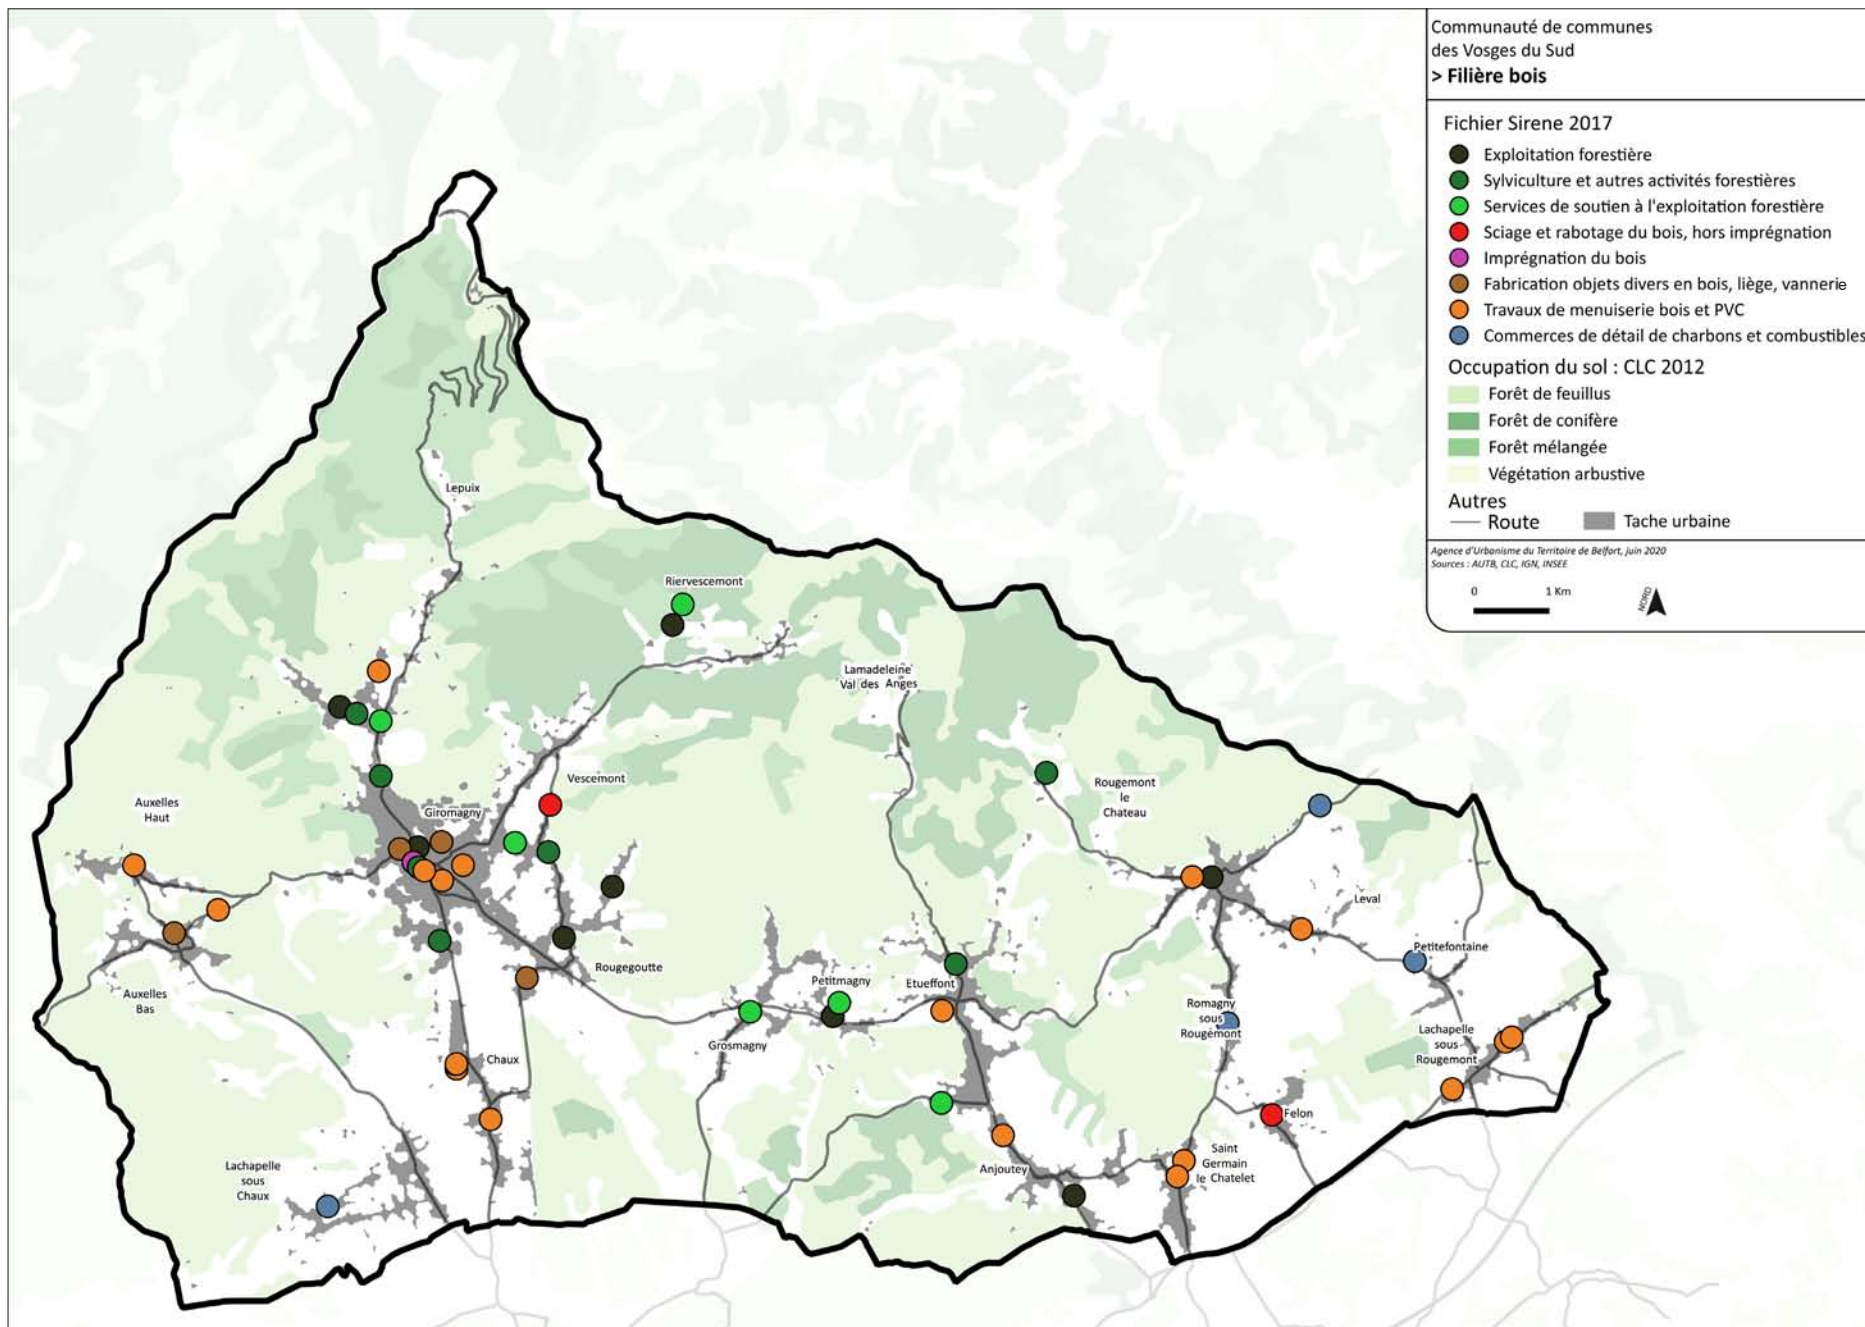 Communauté de communes
des Vosges du Sud
> Filière bois
Fichier Sirene 2017
Exploitation forestière
Sylviculture et autres activités forestières
Services de soutien à l'exploitation forestière
Sciage et rabotage du bois, hors imprégnation
Imprégnation du bois
Fabrication objets divers en bois, liège, vannerie
Travaux de menuiserie bois et PVC
Commerces de détail de charbons et combustibles
Occupation du sol : CLC 2012
Forêt de feuillus
Forêt de conifère
Forêt mélangée
Végétation arbustive
Autres
Route
Tache urbaine
Agence d'Urbanisme du Territoire de Belfort, juin 2020
Sources : AUTB, CLC, IGN, INSEE
0 1 Km
NORD
Lepuix
Riervescemont
Lamadeleine
Val des Anges
Vescemont
Rougemont
le
Chateau
Auxelles
Haut
Giromagny
Leval
Petitefontaine
Rougegoutte
Petitmagny
Etueffont
Auxelles
Bas
Romagny
sous
Rougemont
Grosmagny
Lachapelle
sous
Rougemont
Chaux
Felon
Anjoutey
Saint
Germain
le Chatelet
Lachapelle
sous
Chaux